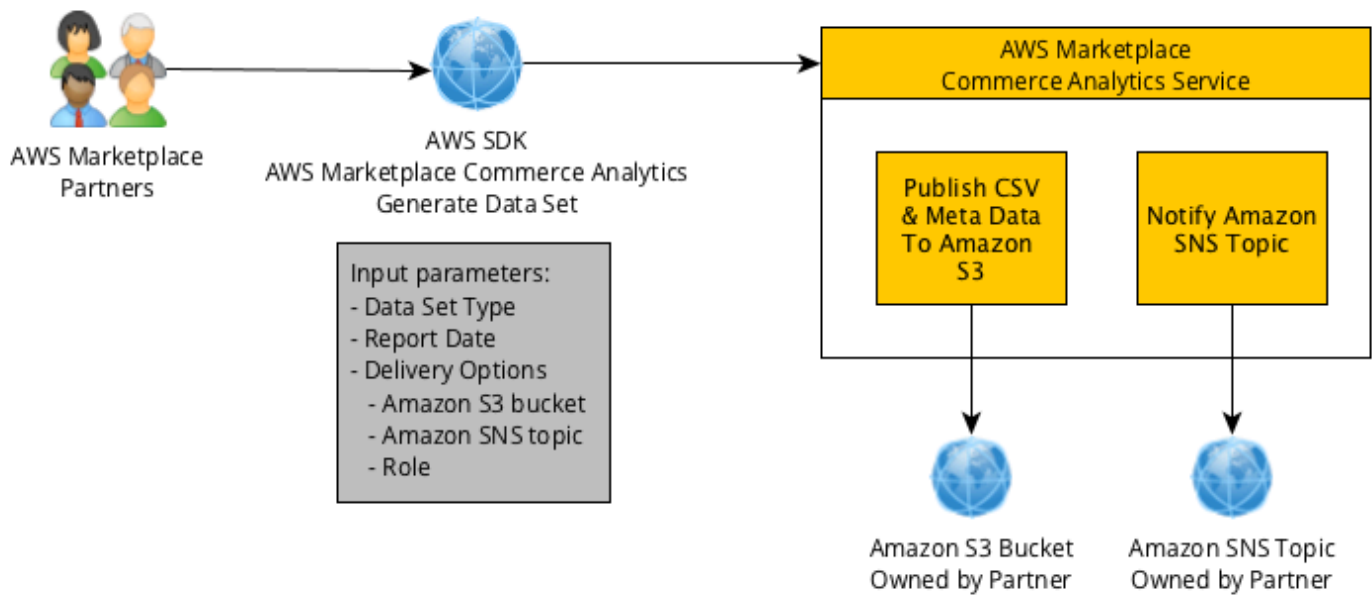 AWS Marketplace
Partners
AWS SDK
AWS Marketplace Commerce Analytics
Generate Data Set
Input parameters:
- Data Set Type
- Report Date
- Delivery Options
- Amazon S3 bucket
- Amazon SNS topic
- Role
AWS Marketplace
Commerce Analytics Service
Publish CSV
& Meta Data
To Amazon
S3
Notify Amazon
SNS Topic
Amazon S3 Bucket
Owned by Partner
Amazon SNS Topic
Owned by Partner